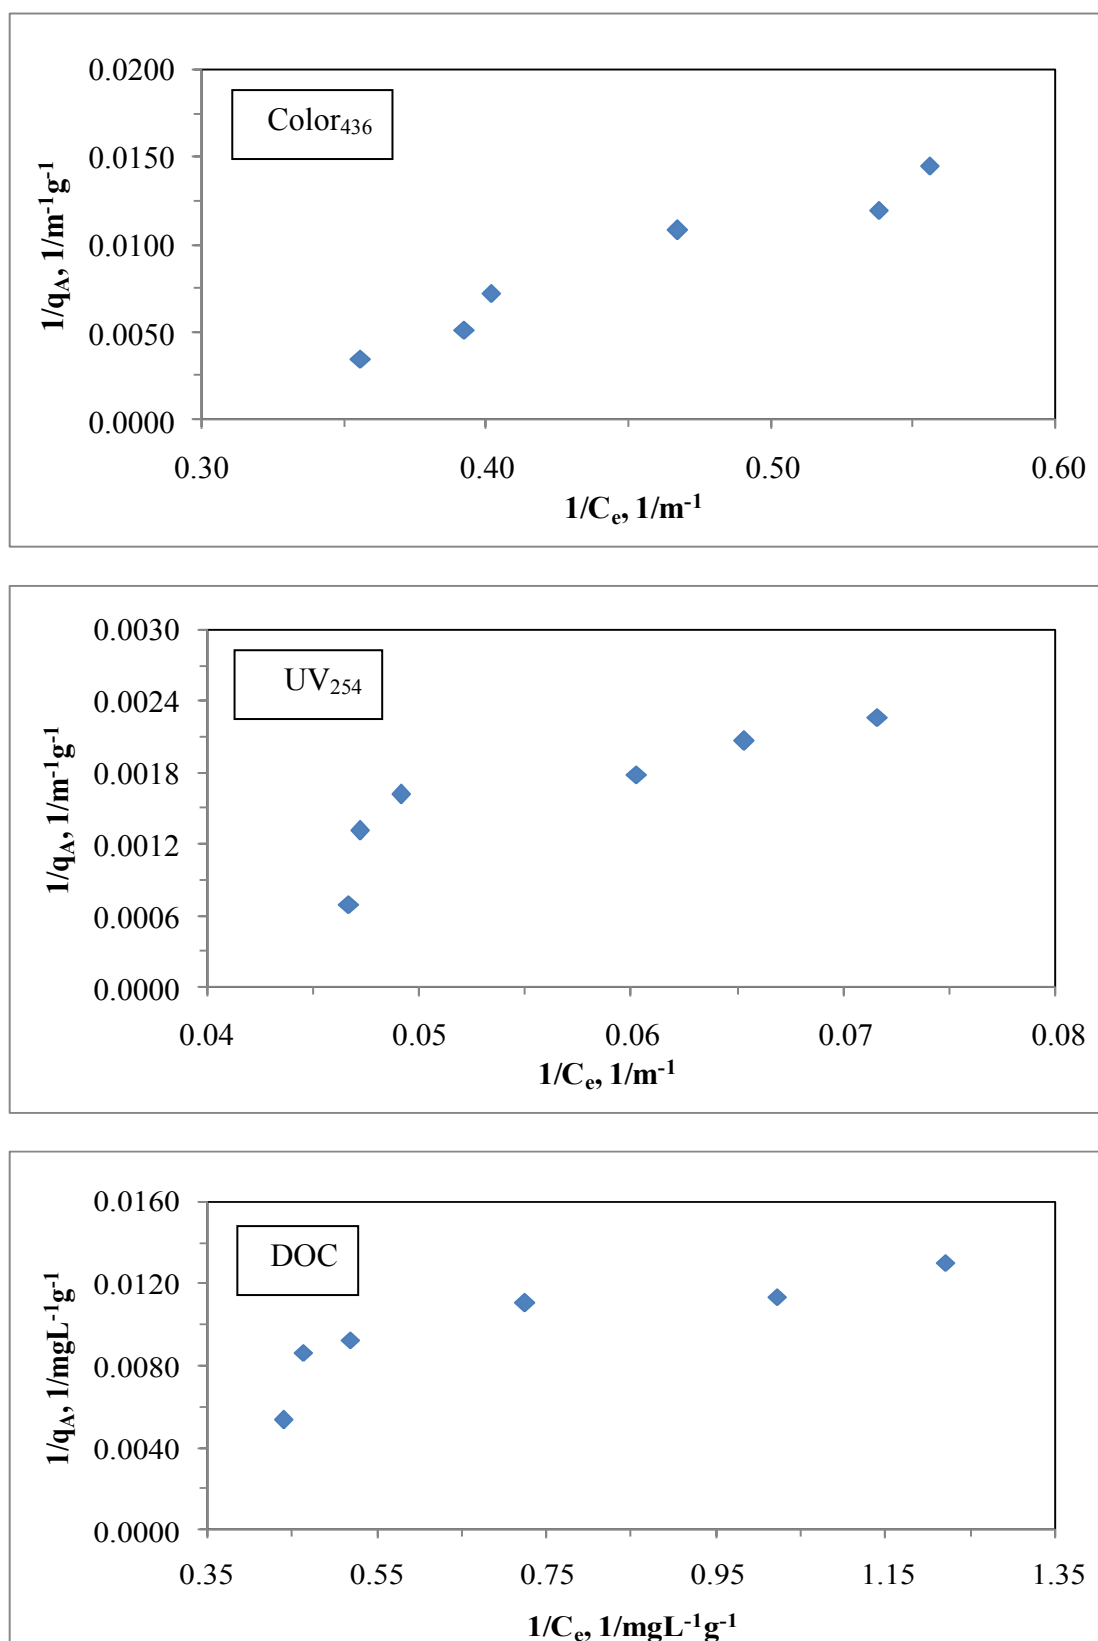 0.0200
Color₄₃₆
0.0150
0.0100
0.0050
0.0000
1/q_A, 1/m⁻¹g⁻¹
0.30 0.40 0.50 0.60
1/Cₑ, 1/m⁻¹
0.0030
UV₂₅₄
0.0024
0.0018
0.0012
0.0006
0.0000
1/q_A, 1/m⁻¹g⁻¹
0.04 0.05 0.06 0.07 0.08
1/Cₑ, 1/m⁻¹
0.0160
DOC
0.0120
0.0080
0.0040
0.0000
1/q_A, 1/mgL⁻¹g⁻¹
0.35 0.55 0.75 0.95 1.15 1.35
1/Cₑ, 1/mgL⁻¹g⁻¹